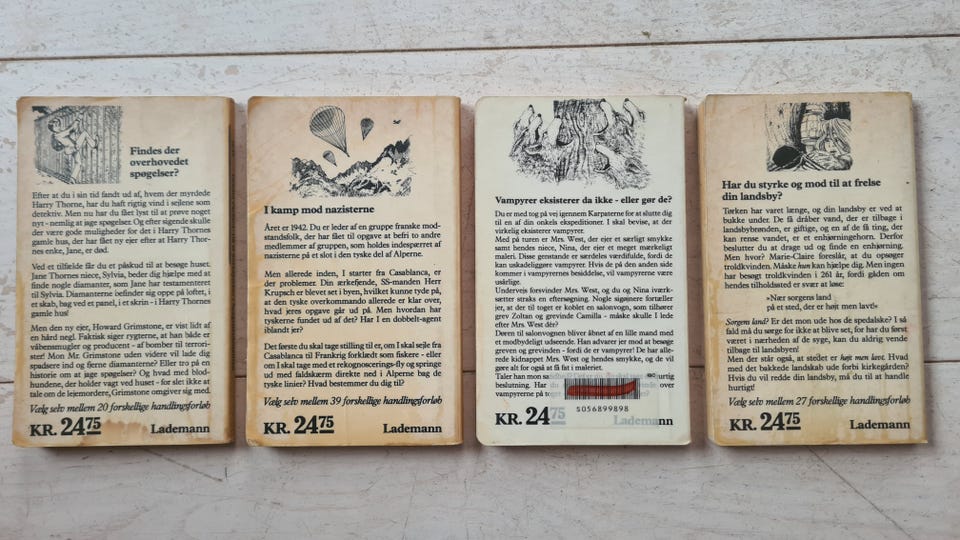 Findes der
overhovedet
spøgelser?
Efter at du i sin tid fandt ud af, hvem der myrdede
Harry Thorne, har du haft rigtig vind i sejlene som
detektiv. Men nu har du fået lyst til at prøve noget
nyt - nemlig at jage spøgelser. Og efter sigende skulle
der være gode muligheder for det i Harry Thornes
gamle hus, der har fået ny ejer efter at Harry Thor-
nes enke, Jane, er død.
Ved et tilfælde får du et påskud til at besøge huset.
Janes niece, Sylvia, beder dig hjælpe med at
finde nogle diamanter, som Jane har testamenteret
til Sylvia. Diamanterne befinder sig oppe på loftet, i
et skab, bag ved et panel, i et skrin - i Harry Thornes
gamle hus!
Men den ny ejer, Howard Grimstone, er vist lidt af
en hård negl. Faktisk siger rygterne, at han både er
våbensmugler og producent - af bomber til terrori-
ster! Mon Mr. Grimstone uden videre vil lade dig
spadsere ind og fjerne diamanterne? Eller tro på en
historie om at jage spøgelser? Og hvad med blod-
hundene, der holder vagt ved huset - for slet ikke at
tale om de lejemordere, Grimstone omgiver sig med.
Vælg selv mellem 20 forskellige handlingsforløb
KR. 24 75
Lademann
I kamp mod nazisterne
Året er 1942. Du er leder af en gruppe franske mod-
standsfolk, der har fået til opgave at befri to andre
medlemmer af gruppen, som holdes indespærret af
nazisterne på et slot i den tyske del af Alperne.
Men allerede inden, I starter fra Casablanca, er
der problemer. Din ærkefjende, SS-manden Herr
Krupsch er blevet set i byen, hvilket kunne tyde på,
at den tyske overkommando allerede er klar over,
hvad jeres opgave går ud på. Men hvordan har
tyskerne fundet ud af det? Har I en dobbelt-agent
iblandt jer?
Det første du skal tage stilling til er, om I skal sejle fra
Casablanca til Frankrig forklædt som fiskere - eller
om I skal tage med et rekognoscerings-fly og springe
ud med faldskærm direkte ned i Alperne bag de
tyske linier? Hvad bestemmer du dig til?
Vælg selv mellem 39 forskellige handlingsforløb
KR. 24 75
Lademann
Vampyrer eksisterer da ikke - eller gør de?
Du er med tog på vej igennem Karpaterne for at slutte dig
til en af din onkels ekspeditioner. I skal bevise, at der
virkelig eksisterer vampyrer.
Med på turen er Mrs. West, der ejer et særligt smykke
samt hendes niece, Nina, der ejer et meget mærkeligt
maleri. Disse genstande er særdeles værdifulde, fordi de
kan uskadeliggøre vampyrer. Hvis de på den anden side
kommer i vampyrernes besiddelse, vil vampyrerne være
usårlige.
Undervejs forsvinder Mrs. West, og du og Nina iværk-
sætter straks en eftersøgning. Nogle sigøjnere fortæller
jer, at der til toget er koblet en salonvogn, som tilhører
grev Zoltan og grevinde Camilla - måske skulle I lede
efter Mrs. West dér?
Døren til salonvognen bliver åbnet af en lille mand med
et modbydeligt udseende. Han advarer jer mod at besøge
greven og grevinden - fordi de er vampyrer! De har alle-
rede kidnappet Mrs. West og hendes smykke, og de vil
gøre alt for også at få fat i maleriet.
Taler han mon
beslutning. Har du over
vampyrerne på
5056899898
KR. 24 75
Lademann
Har du styrke og mod til at frelse
din landsby?
Tørken har varet længe, og din landsby er ved at
bukke under. De få dråber vand, der er tilbage i
landsbybrønden, er giftige, og en af de få ting, der
kan rense vandet, er et enhjørningehorn. Derfor
beslutter du at drage ud og finde en enhjørning.
Men hvor? Marie-Claire foreslår, at du opsøger
troldkvinden. Måske hun kan hjælpe dig. Men ingen
har besøgt troldkvinden i 261 år, fordi gåden om
hendes tilholdssted er svær at løse:
»Nær sorgens land
på et sted, der er højt men lavt!«
Sorgens land? Er det mon ude hos de spedalske? I så
fald må du sørge for ikke at blive set, for har du først
været i nærheden af de syge, kan du aldrig vende
tilbage til landsbyen!
Men der står også, at stedet er højt men lavt. Hvad
med det bakkede landskab ude forbi kirkegården?
Hvis du vil redde din landsby, må du til at handle
hurtigt!
Vælg selv mellem 27 forskellige handlingsforløb
KR. 24 75
Lademann